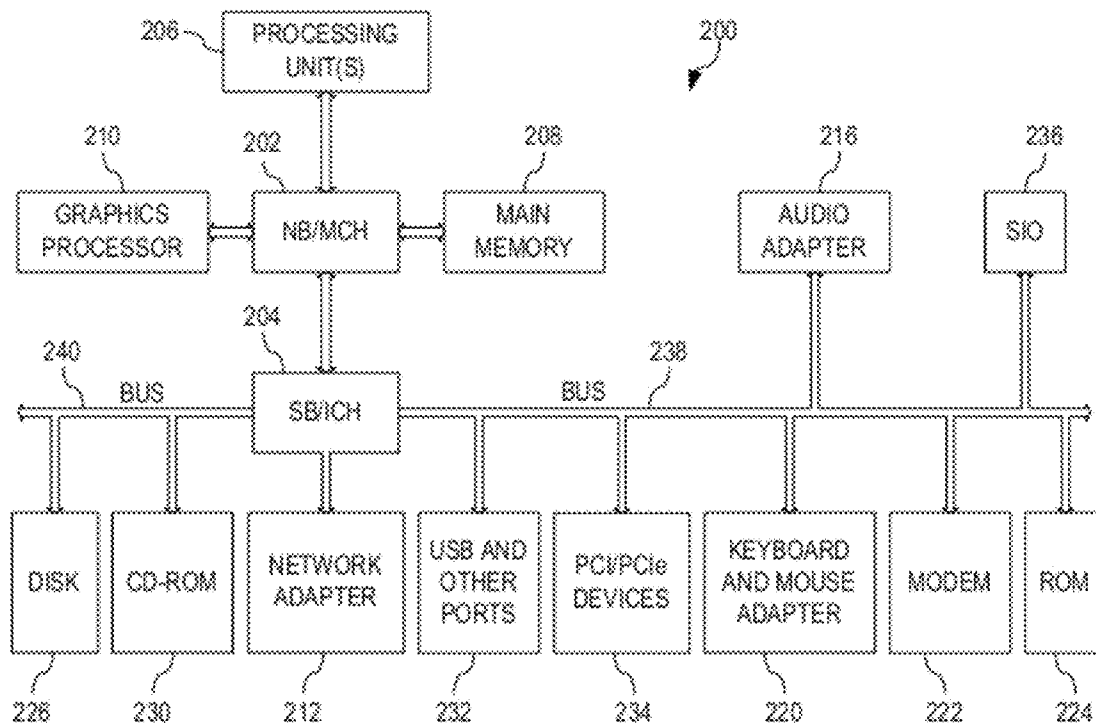 206
PROCESSING
UNIT(S)
200
210
202
208
216
236
GRAPHICS
PROCESSOR
NB/MCH
MAIN
MEMORY
AUDIO
ADAPTER
SIO
204
240
BUS
SB/ICH
BUS
238
DISK
CD-ROM
NETWORK
ADAPTER
USB AND
OTHER
PORTS
PCI/PCIe
DEVICES
KEYBOARD
AND MOUSE
ADAPTER
MODEM
ROM
226
230
212
232
234
220
222
224